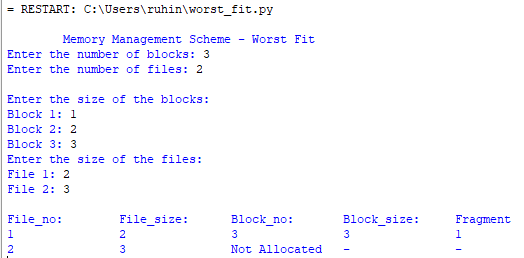 = RESTART: C:\Users\ruhin\worst_fit.py
Memory Management Scheme - Worst Fit
Enter the number of blocks: 3
Enter the number of files: 2
Enter the size of the blocks:
Block 1: 1
Block 2: 2
Block 3: 3
Enter the size of the files:
File 1: 2
File 2: 3
File_no: File_size: Block_no: Block_size: Fragment
1 2 3 3 1
2 3 Not Allocated - -